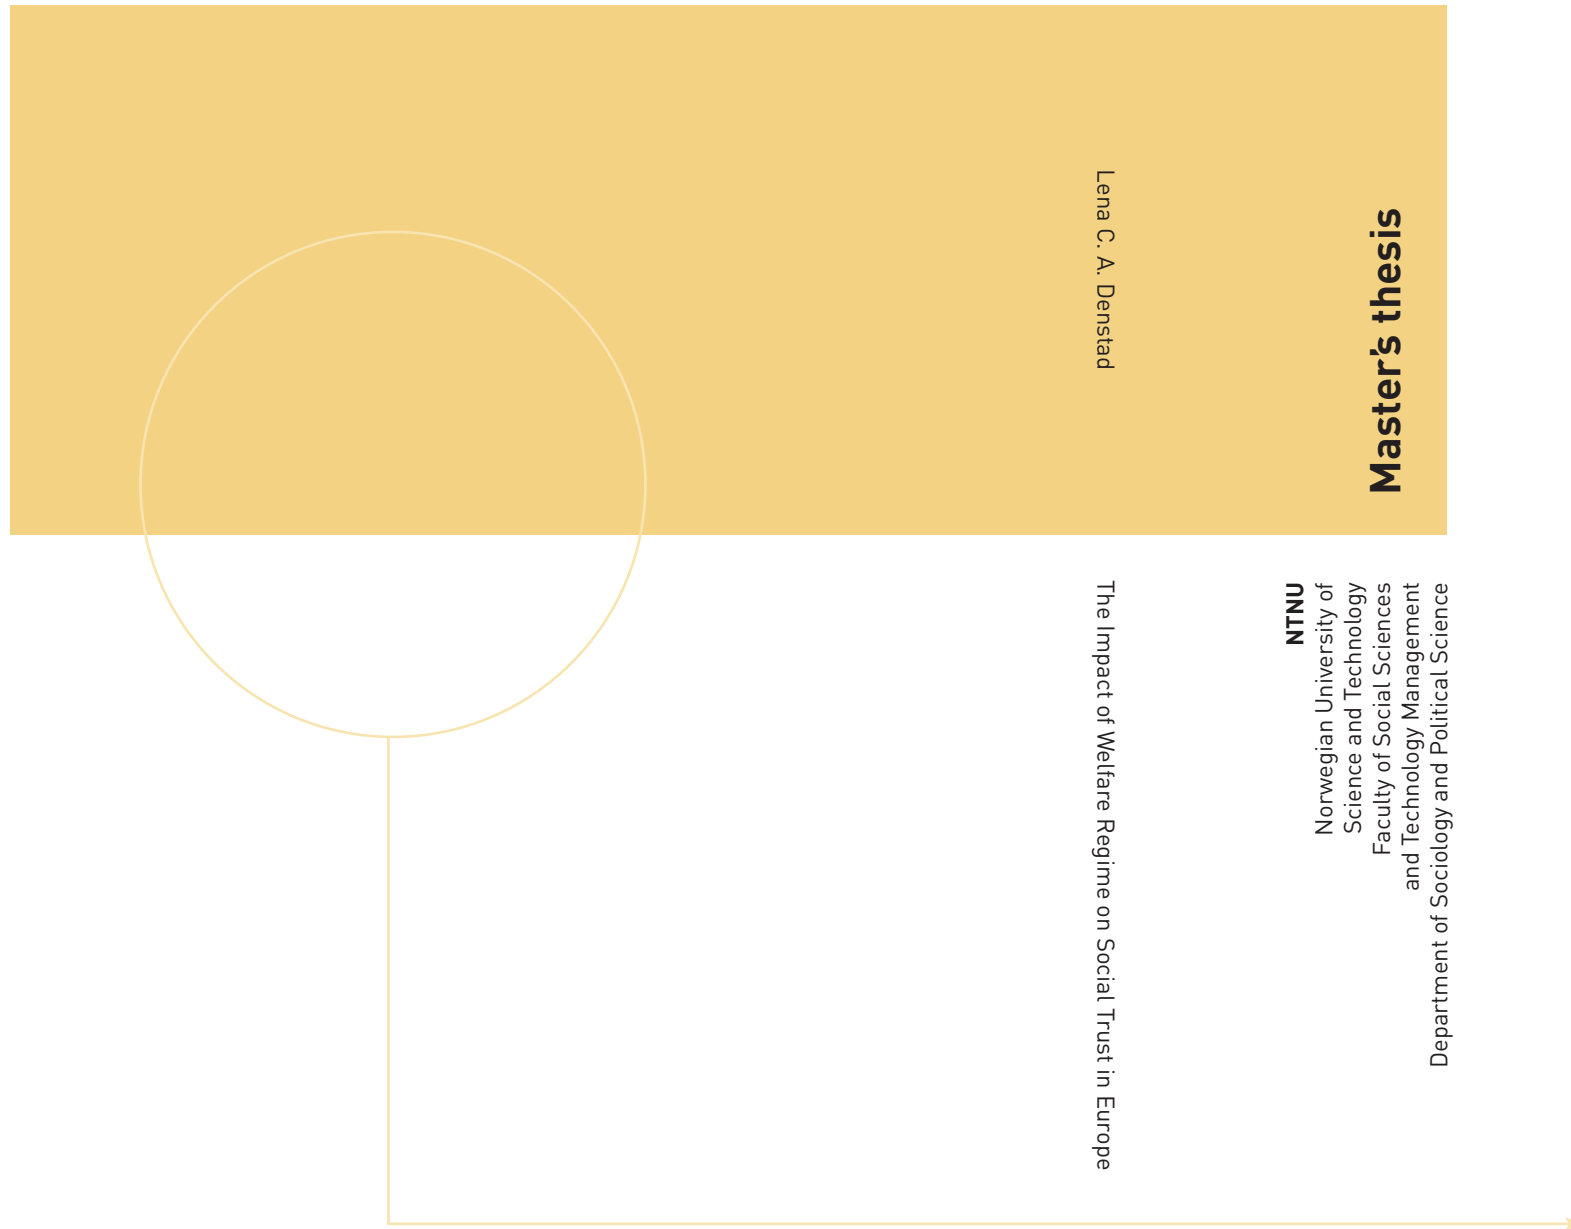 Lena C. A. Denstad
The Impact of Welfare Regime on Social Trust in Europe
Master's thesis
NTNU
Norwegian University of
Science and Technology
Faculty of Social Sciences
and Technology Management
Department of Sociology and Political Science